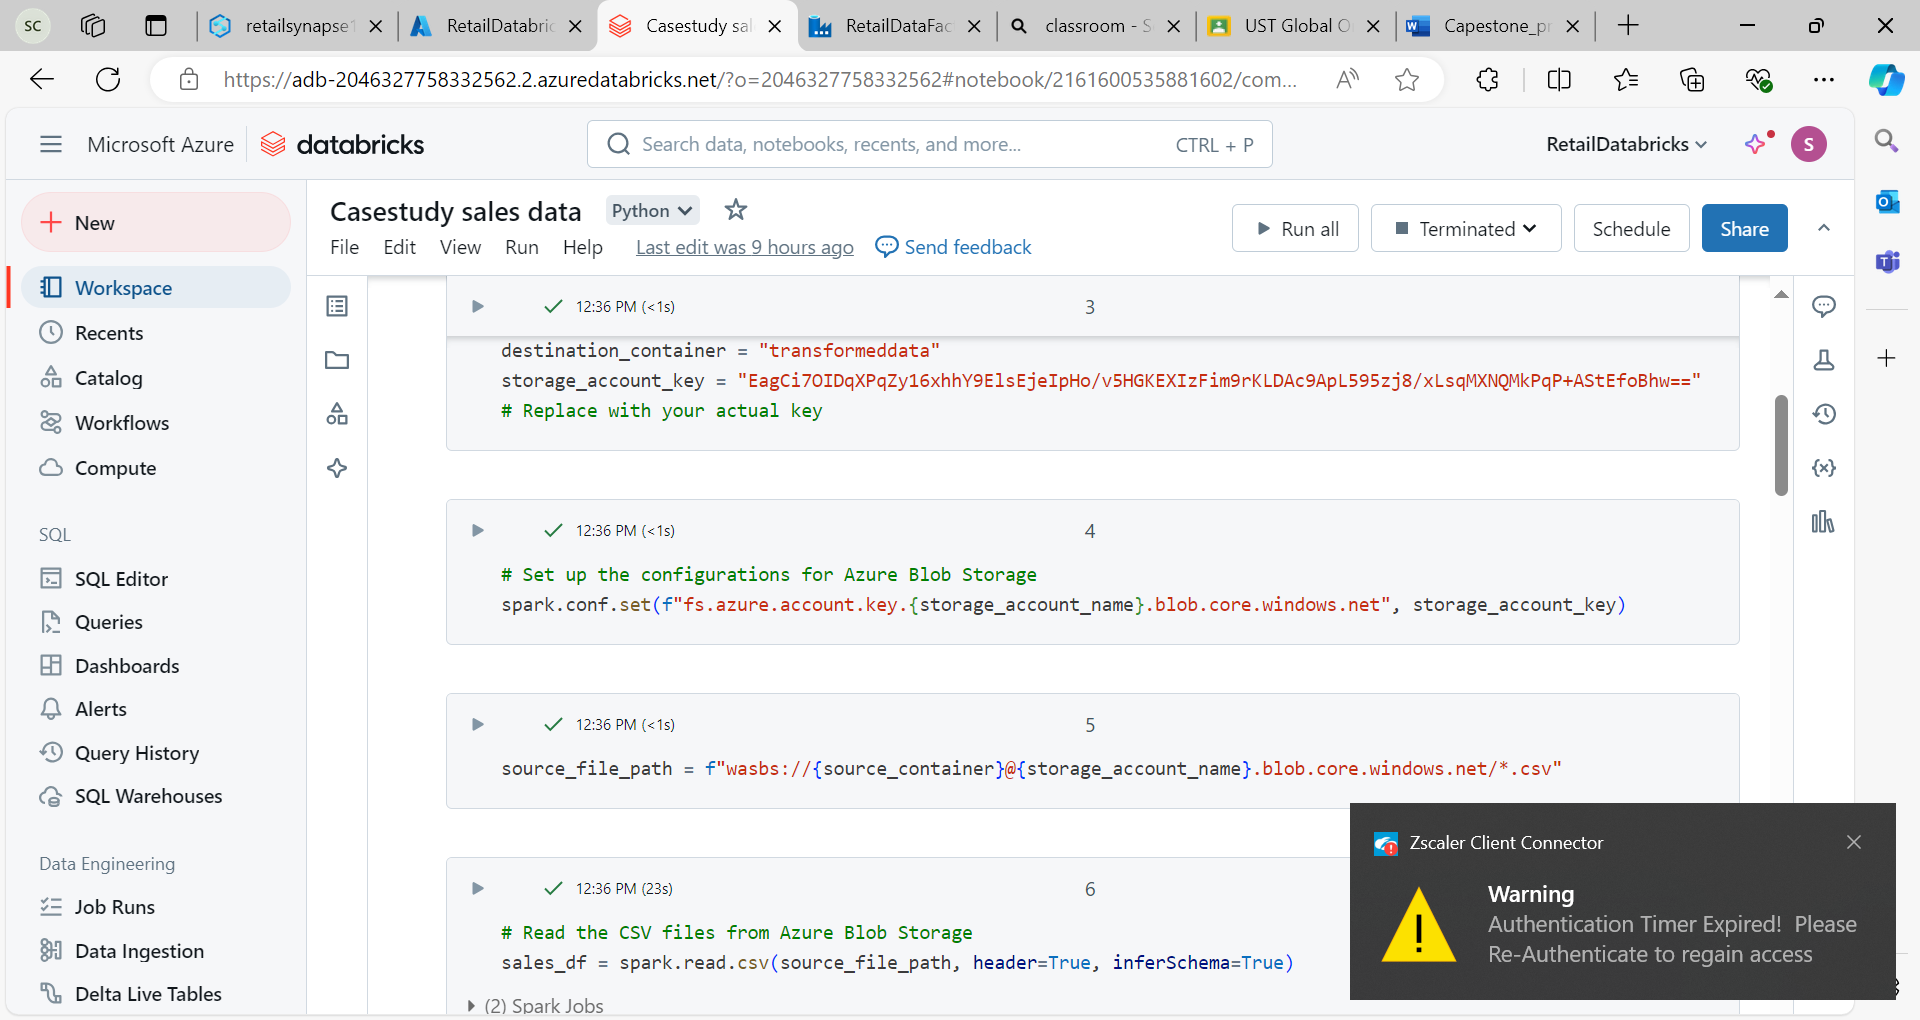 SC
retailsynapse1
RetailDatabric
Casestudy sal
RetailDataFac
classroom - S
UST Global O
Capestone_pr
https://adb-2046327758332562.2.azuredatabricks.net/?o=2046327758332562#notebook/2161600535881602/com...
Microsoft Azure
databricks
Search data, notebooks, recents, and more...
CTRL + P
RetailDatabricks
S
New
Workspace
Recents
Catalog
Workflows
Compute
SQL
SQL Editor
Queries
Dashboards
Alerts
Query History
SQL Warehouses
Data Engineering
Job Runs
Data Ingestion
Delta Live Tables
Casestudy sales data
Python
File Edit View Run Help
Last edit was 9 hours ago
Send feedback
Run all
Terminated
Schedule
Share
12:36 PM (<1s)
3
destination_container = "transformeddata"
storage_account_key = "EagCi7OIDqXPqZy16xhhY9ElsEjeIpHo/v5HGKEXIzFim9rKLDAc9ApL595zj8/xLsqMXNQMkPqP+AStEfoBhw=="
# Replace with your actual key
12:36 PM (<1s)
4
# Set up the configurations for Azure Blob Storage
spark.conf.set(f"fs.azure.account.key.{storage_account_name}.blob.core.windows.net", storage_account_key)
12:36 PM (<1s)
5
source_file_path = f"wasbs://{source_container}@{storage_account_name}.blob.core.windows.net/*.csv"
12:36 PM (23s)
6
# Read the CSV files from Azure Blob Storage
sales_df = spark.read.csv(source_file_path, header=True, inferSchema=True)
(2) Spark Jobs
Zscaler Client Connector
Warning
Authentication Timer Expired!  Please
Re-Authenticate to regain access